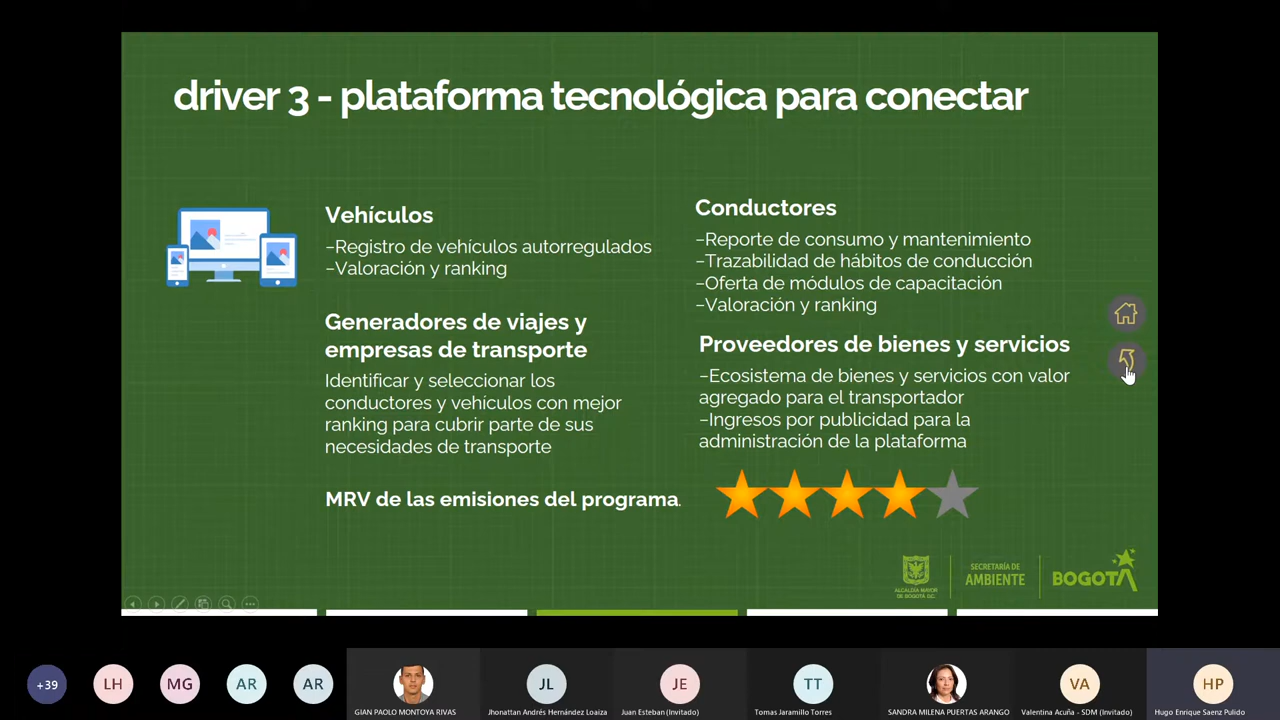 driver 3 - plataforma tecnológica para conectar
Vehículos
-Registro de vehículos autorregulados
-Valoración y ranking
Generadores de viajes y
empresas de transporte
Identificar y seleccionar los
conductores y vehículos con mejor
ranking para cubrir parte de sus
necesidades de transporte
MRV de las emisiones del programa.
Conductores
-Reporte de consumo y mantenimiento
-Trazabilidad de hábitos de conducción
-Oferta de módulos de capacitación
-Valoración y ranking
Proveedores de bienes y servicios
-Ecosistema de bienes y servicios con valor
agregado para el transportador
-Ingresos por publicidad para la
administración de la plataforma
ALCALDÍA MAYOR
DE BOGOTÁ D.C.
SECRETARÍA DE
AMBIENTE
BOGOTÁ
+39
LH
MG
AR
AR
GIAN PAOLO MONTOYA RIVAS
JL
Jhonattan Andrés Hernández Loaiza
JE
Juan Esteban (Invitado)
TT
Tomas Jaramillo Torres
SANDRA MILENA PUERTAS ARANGO
VA
Valentina Acuña - SDM (Invitado)
HP
Hugo Enrique Saenz Pulido